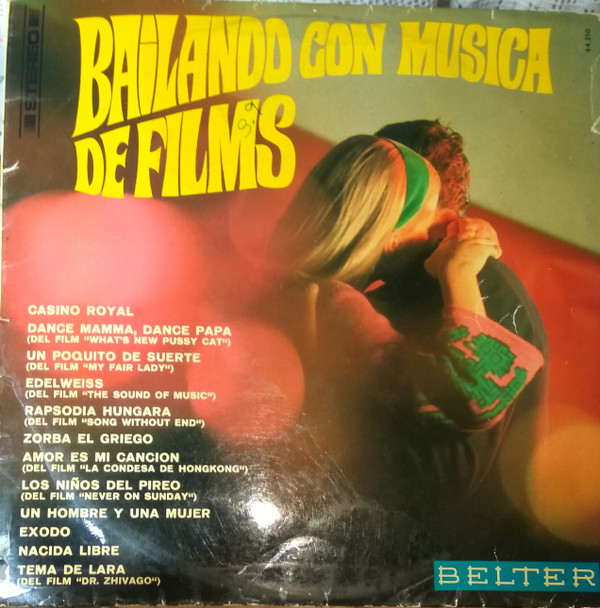 STEREO
44.210
BAILANDO CON MUSICA
DE FILMS
CASINO ROYAL
DANCE MAMMA, DANCE PAPA
(DEL FILM "WHAT'S NEW PUSSY CAT")
UN POQUITO DE SUERTE
(DEL FILM "MY FAIR LADY")
EDELWEISS
(DEL FILM "THE SOUND OF MUSIC")
RAPSODIA HUNGARA
(DEL FILM "SONG WITHOUT END")
ZORBA EL GRIEGO
AMOR ES MI CANCION
(DEL FILM "LA CONDESA DE HONGKONG")
LOS NIÑOS DEL PIREO
(DEL FILM "NEVER ON SUNDAY")
UN HOMBRE Y UNA MUJER
EXODO
NACIDA LIBRE
TEMA DE LARA
(DEL FILM "DR. ZHIVAGO")
BELTER